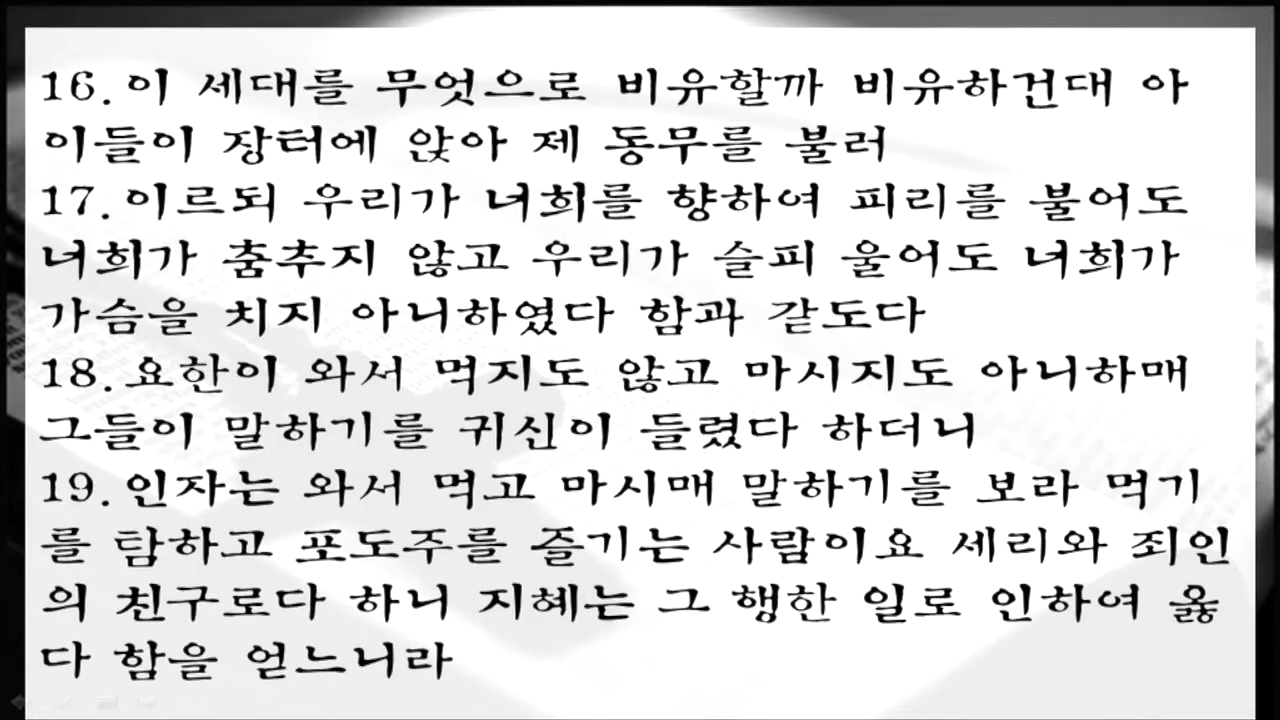 16. 이 세대를 무엇으로 비유할까 비유하건대 아
이들이 장터에 앉아 제 동무를 불러
17. 이르되 우리가 너희를 향하여 피리를 불어도
너희가 춤추지 않고 우리가 슬피 울어도 너희가
가슴을 치지 아니하였다 함과 같도다
18. 요한이 와서 먹지도 않고 마시지도 아니하매
그들이 말하기를 귀신이 들렸다 하더니
19. 인자는 와서 먹고 마시매 말하기를 보라 먹기
를 탐하고 포도주를 즐기는 사람이요 세리와 죄인
의 친구로다 하니 지혜는 그 행한 일로 인하여 옳
다 함을 얻느니라